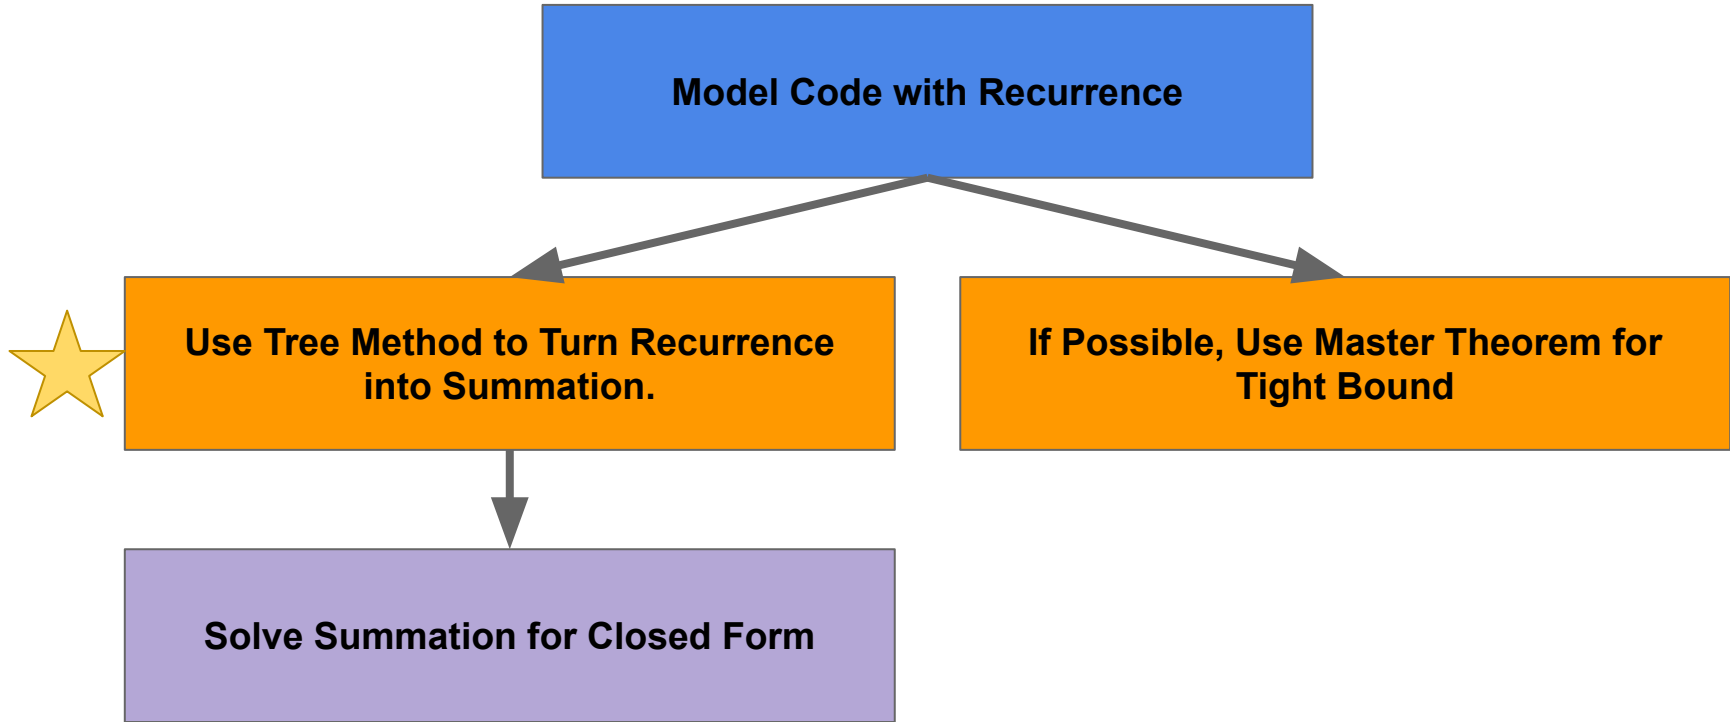 Model Code with Recurrence
Use Tree Method to Turn Recurrence
into Summation.
If Possible, Use Master Theorem for
Tight Bound
Solve Summation for Closed Form